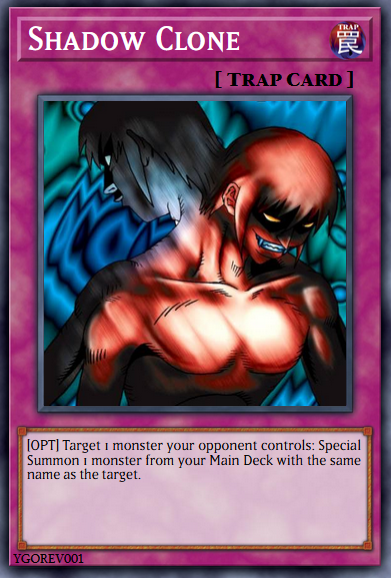 Shadow Clone
TRAP
罠
[ TRAP CARD ]
[OPT] Target 1 monster your opponent controls: Special
Summon 1 monster from your Main Deck with the same
name as the target.
YGOREV001